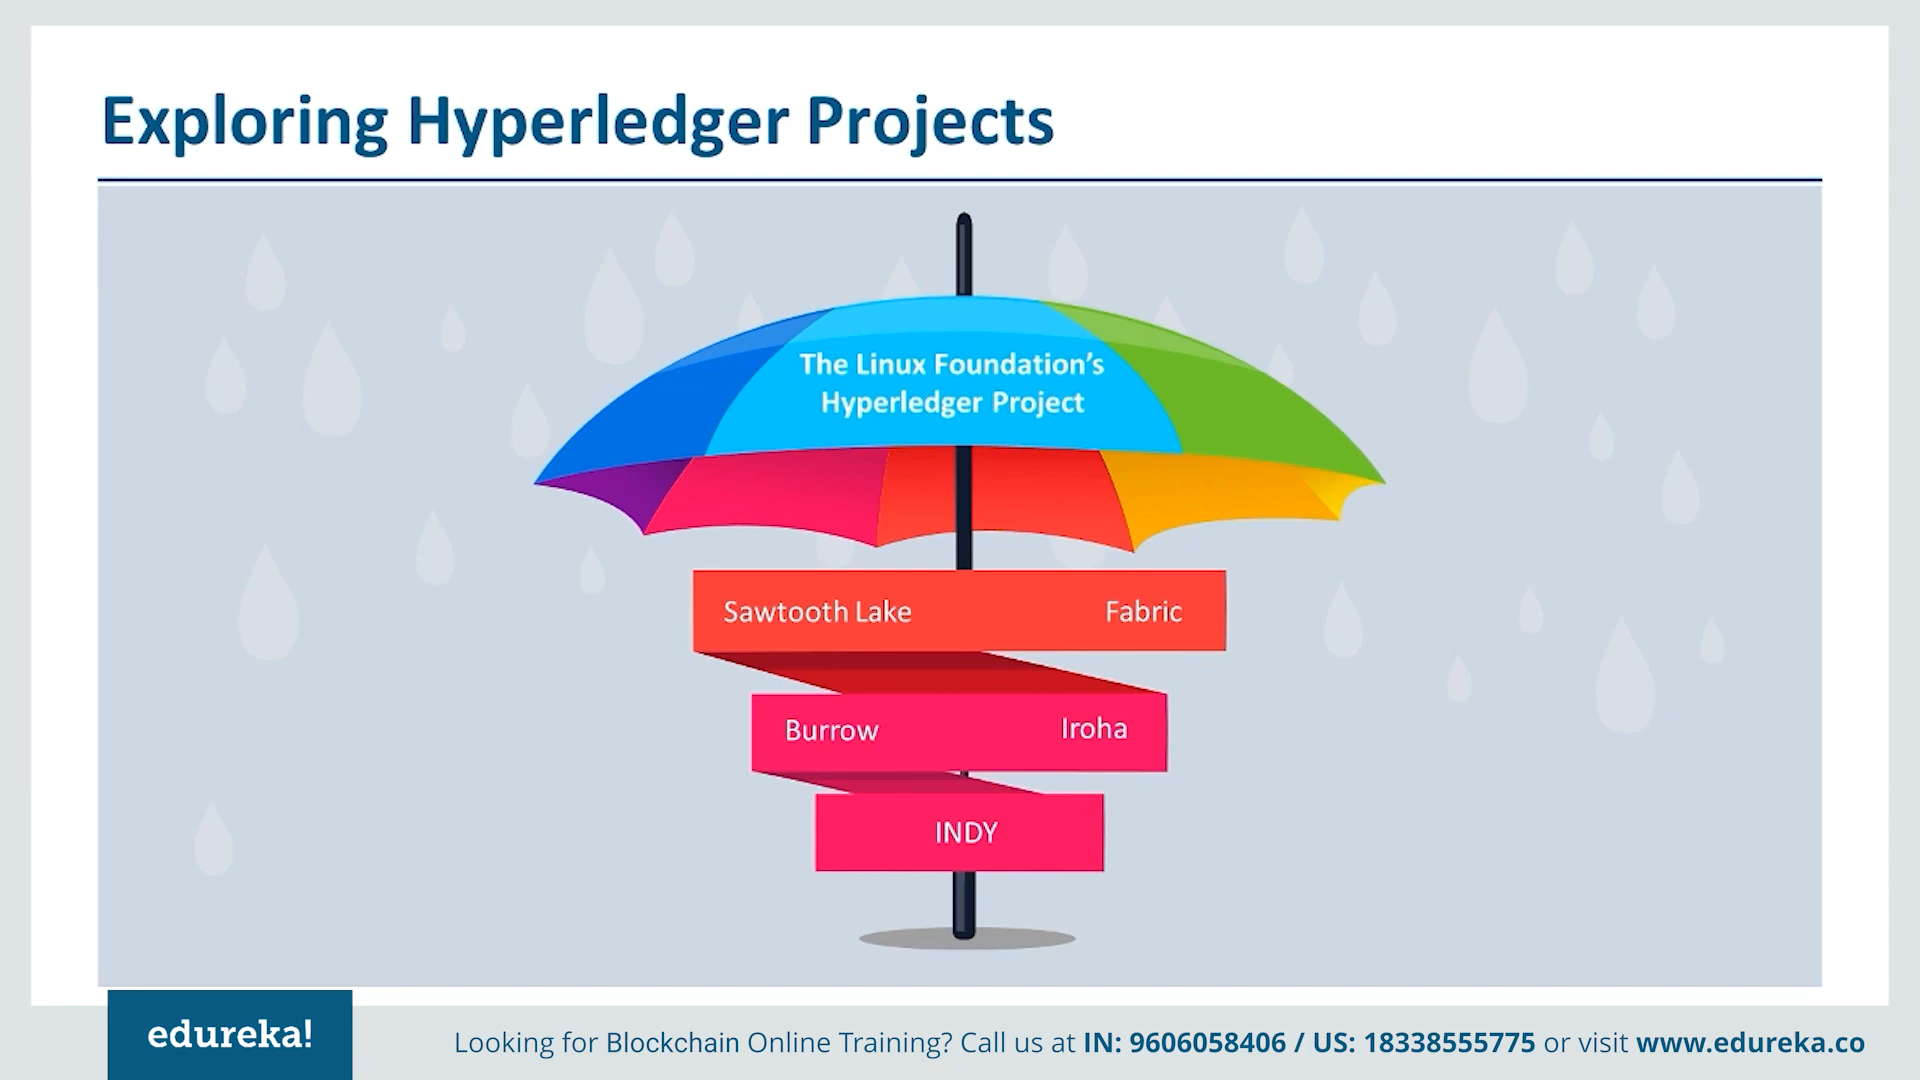 Exploring Hyperledger Projects
The Linux Foundation's
Hyperledger Project
Sawtooth Lake Fabric
Burrow Iroha
INDY
edureka!
Looking for Blockchain Online Training? Call us at IN: 9606058406 / US: 18338555775 or visit www.edureka.co